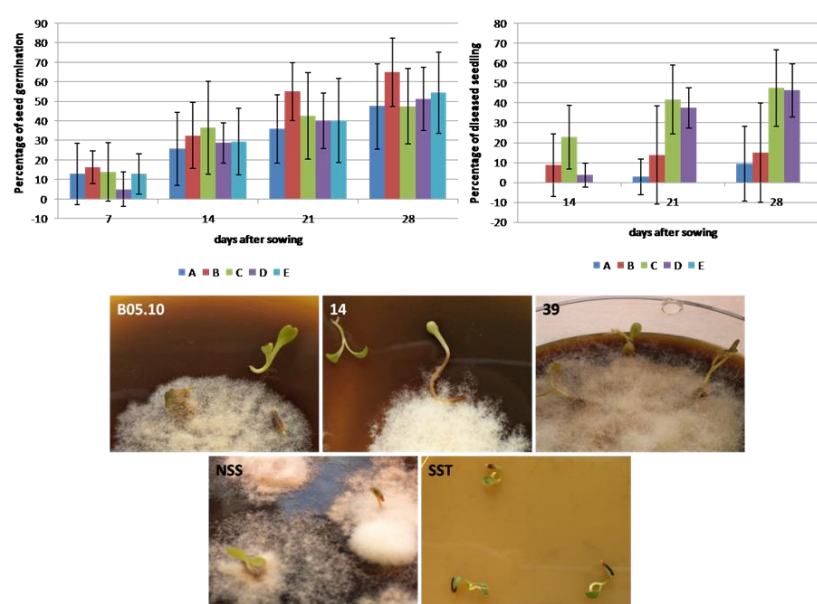 Percentage of seed germination
90
80
70
60
50
40
30
20
10
0
-10
7 14 21 28
days after sowing
A B C D E
Percentage of diseased seedling
80
70
60
50
40
30
20
10
0
-10
-20
14 21 28
days after sowing
A B C D E
B05.10
14
39
NSS
SST